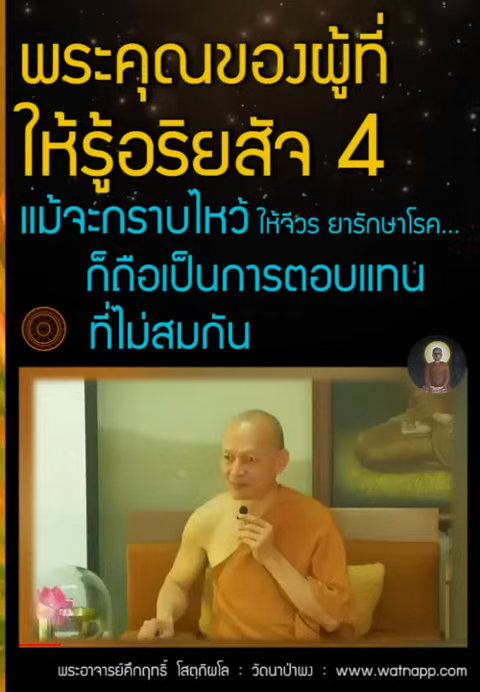 พระคุณของผู้ที่
ให้รู้อริยสัจ 4
แม้จะกราบไหว้ ให้จีวร ยารักษาโรค...
ก็ถือเป็นการตอบแทน
ที่ไม่สมกัน
พระอาจารย์คึกฤทธิ์ โสตฺถิผโล : วัดนาป่าพง : www.watnapp.com